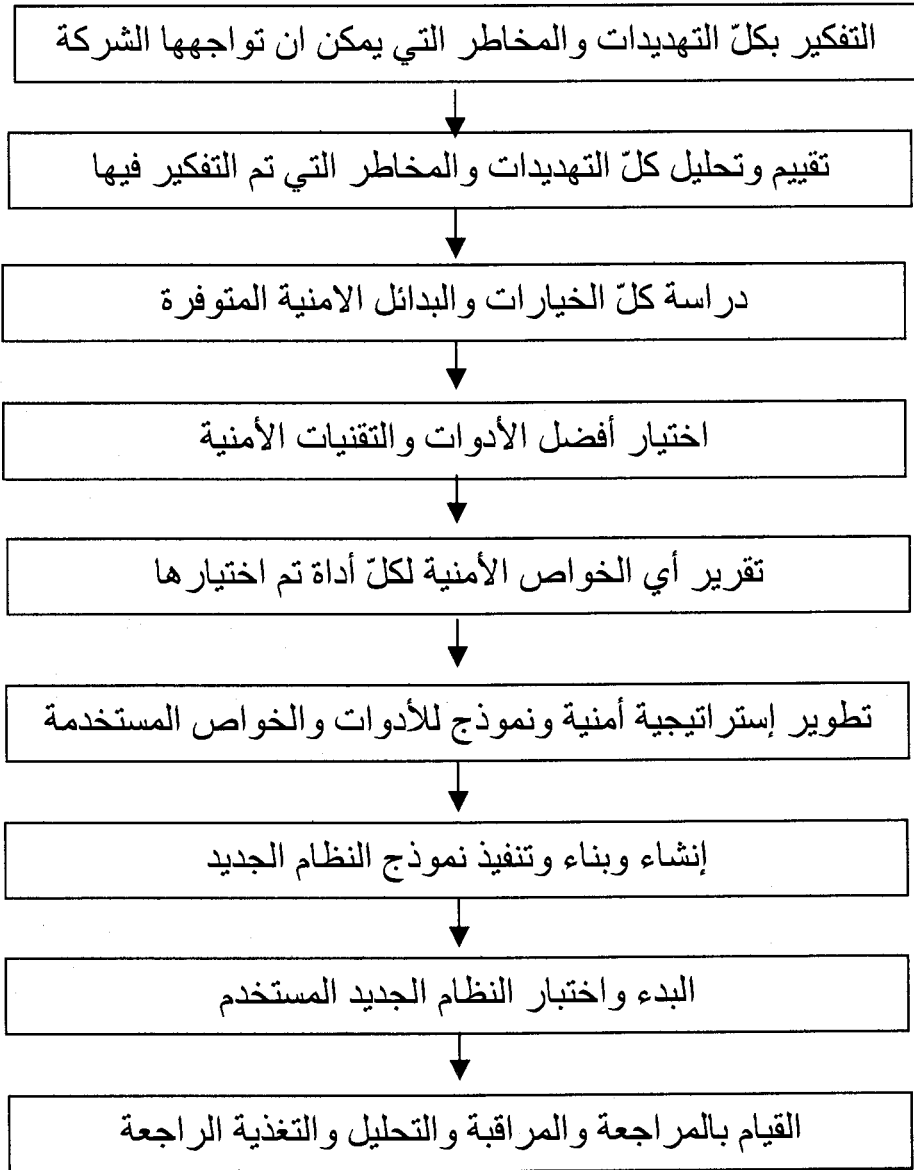 التفكير بكلّ التهديدات والمخاطر التي يمكن ان تواجهها الشركة
تقييم وتحليل كلّ التهديدات والمخاطر التي تم التفكير فيها
دراسة كلّ الخيارات والبدائل الامنية المتوفرة
اختيار أفضل الأدوات والتقنيات الأمنية
تقرير أي الخواص الأمنية لكلّ أداة تم اختيارها
تطوير إستراتيجية أمنية ونموذج للأدوات والخواص المستخدمة
إنشاء وبناء وتنفيذ نموذج النظام الجديد
البدء واختبار النظام الجديد المستخدم
القيام بالمراجعة والمراقبة والتحليل والتغذية الراجعة